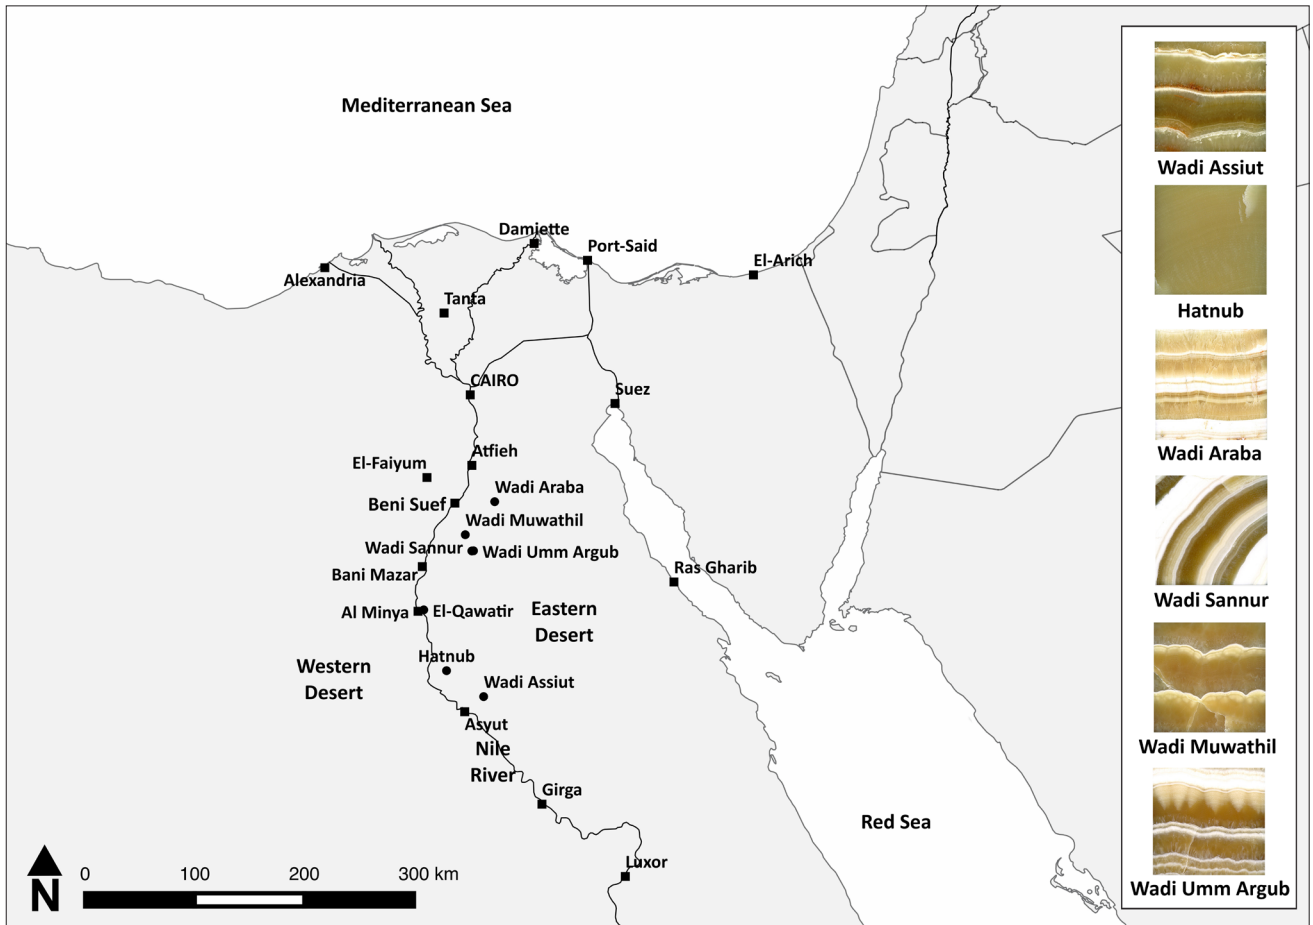 Mediterranean Sea
Damiette
Port-Said
El-Arich
Alexandria
Tanta
CAIRO
Suez
Atfieh
El-Faiyum
Wadi Araba
Beni Suef
Wadi Muwathil
Wadi Sannur
Wadi Umm Argub
Bani Mazar
Ras Gharib
Al Minya
El-Qawatir
Eastern
Desert
Hatnub
Western
Desert
Wadi Assiut
Asyut
Nile
River
Girga
Red Sea
Luxor
N
0
100
200
300 km
Wadi Assiut
Hatnub
Wadi Araba
Wadi Sannur
Wadi Muwathil
Wadi Umm Argub